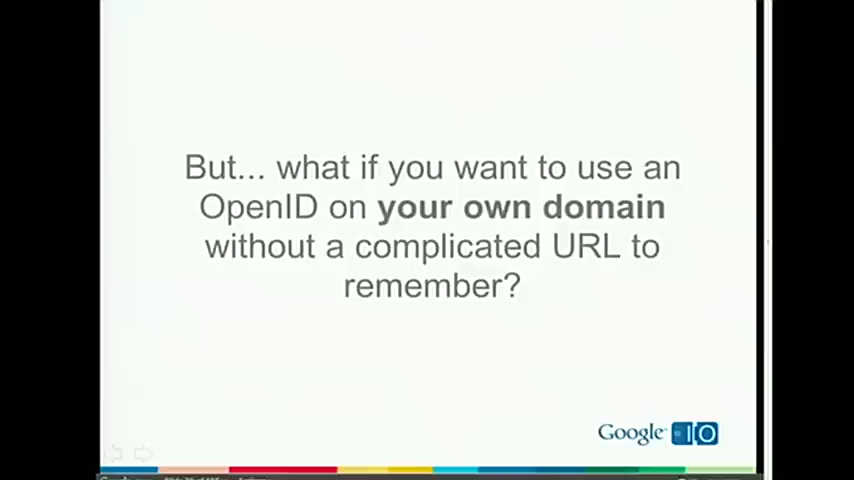 But... what if you want to use an
OpenID on your own domain
without a complicated URL to
remember?
Google IO